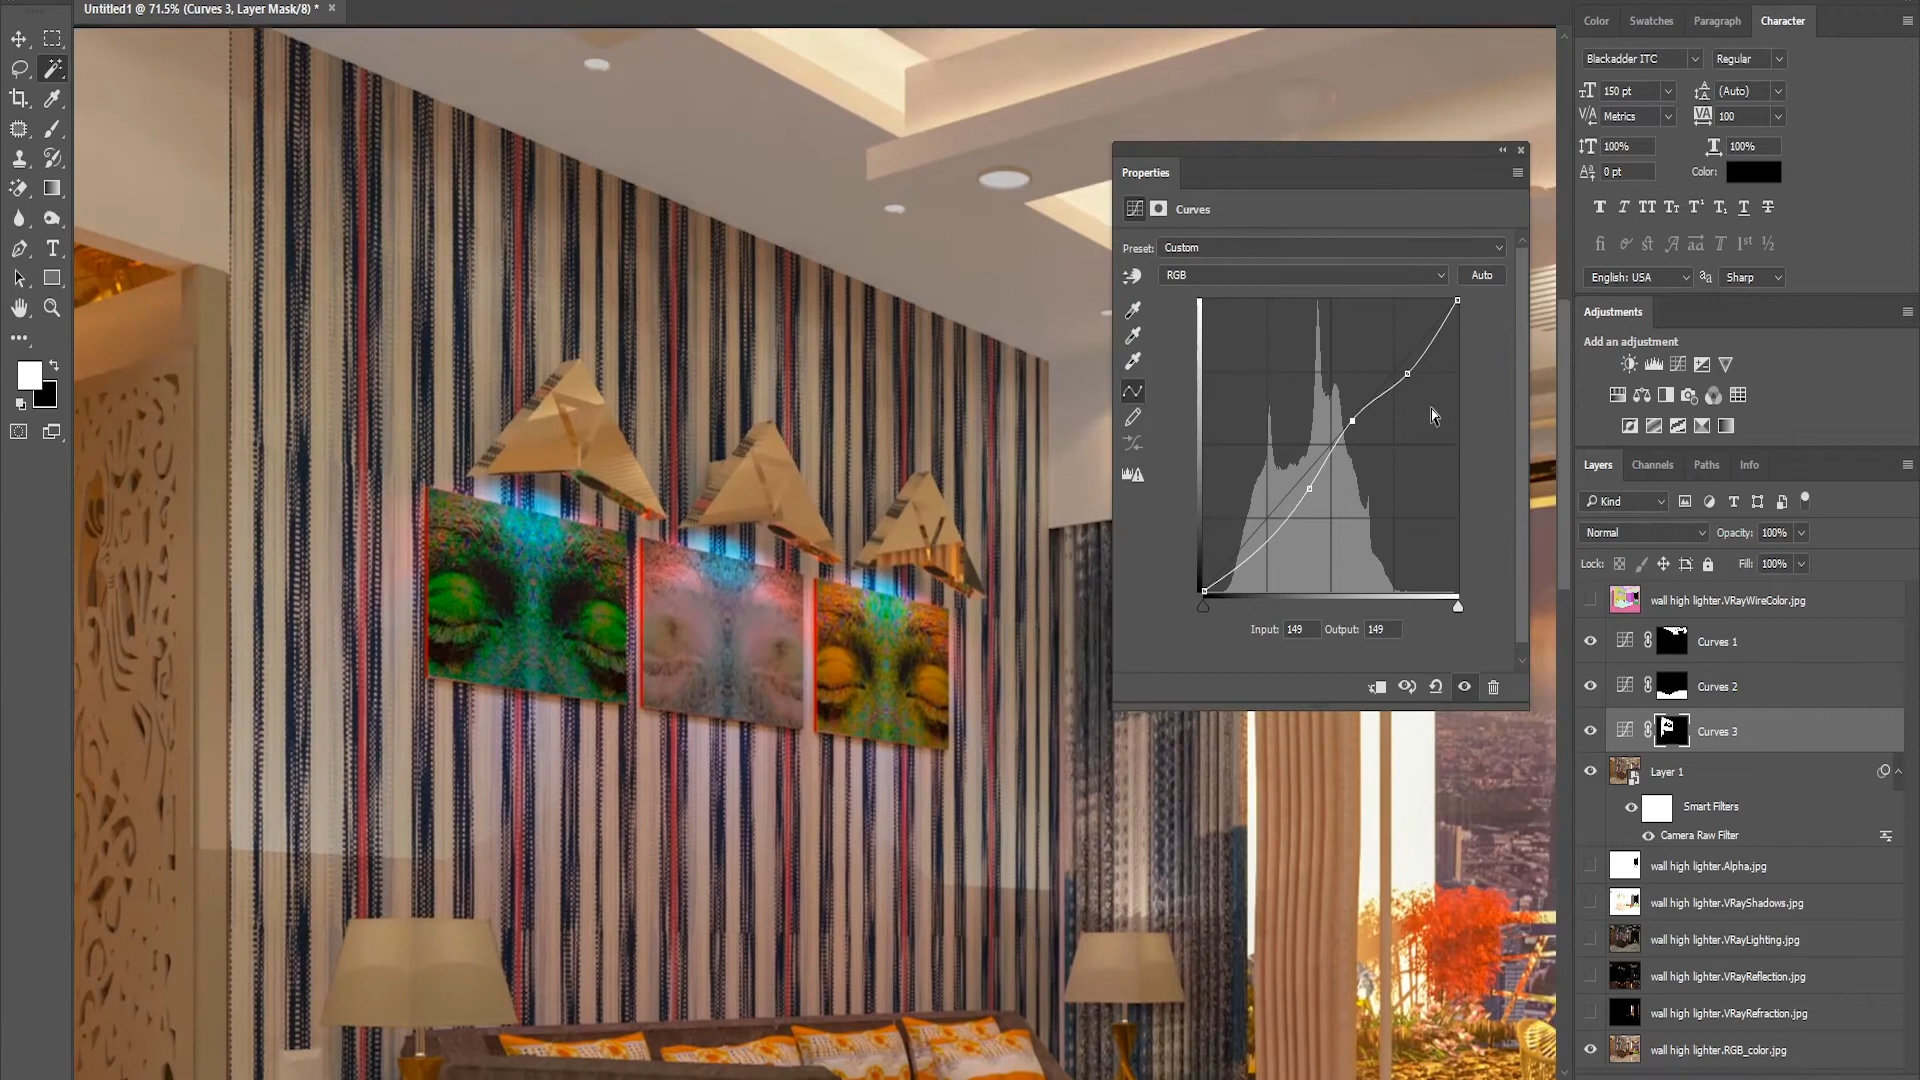 Untitled1 @ 71.5% (Curves 3, Layer Mask/8) *
Color
Swatches
Paragraph
Character
Blackadder ITC
Regular
150 pt
(Auto)
Metrics
100
100%
100%
0 pt
Color:
English: USA
Sharp
Properties
Curves
Preset: Custom
RGB
Auto
Input: 149 Output: 149
Adjustments
Add an adjustment
Layers
Channels
Paths
Info
Kind
Normal
Opacity: 100%
Lock:
Fill: 100%
wall high lighter.VRayWireColor.jpg
Curves 1
Curves 2
Curves 3
Layer 1
Smart Filters
Camera Raw Filter
wall high lighter.Alpha.jpg
wall high lighter.VRayShadows.jpg
wall high lighter.VRayLighting.jpg
wall high lighter.VRayReflection.jpg
wall high lighter.VRayRefraction.jpg
wall high lighter.RGB_color.jpg